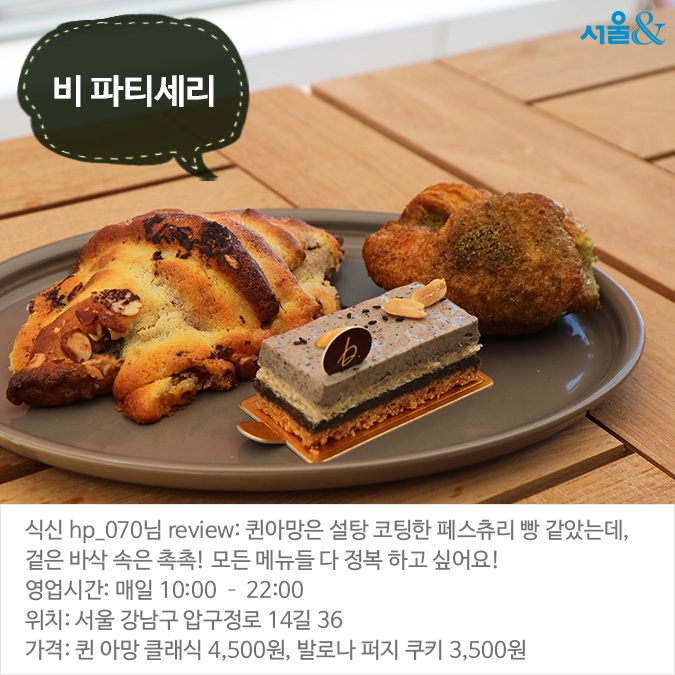 서울&
비 파티세리
b.
식신 hp_070님 review: 퀸아망은 설탕 코팅한 페스츄리 빵 같았는데,
겉은 바삭 속은 촉촉! 모든 메뉴들 다 정복 하고 싶어요!
영업시간: 매일 10:00 - 22:00
위치: 서울 강남구 압구정로 14길 36
가격: 퀸 아망 클래식 4,500원, 발로나 퍼지 쿠키 3,500원